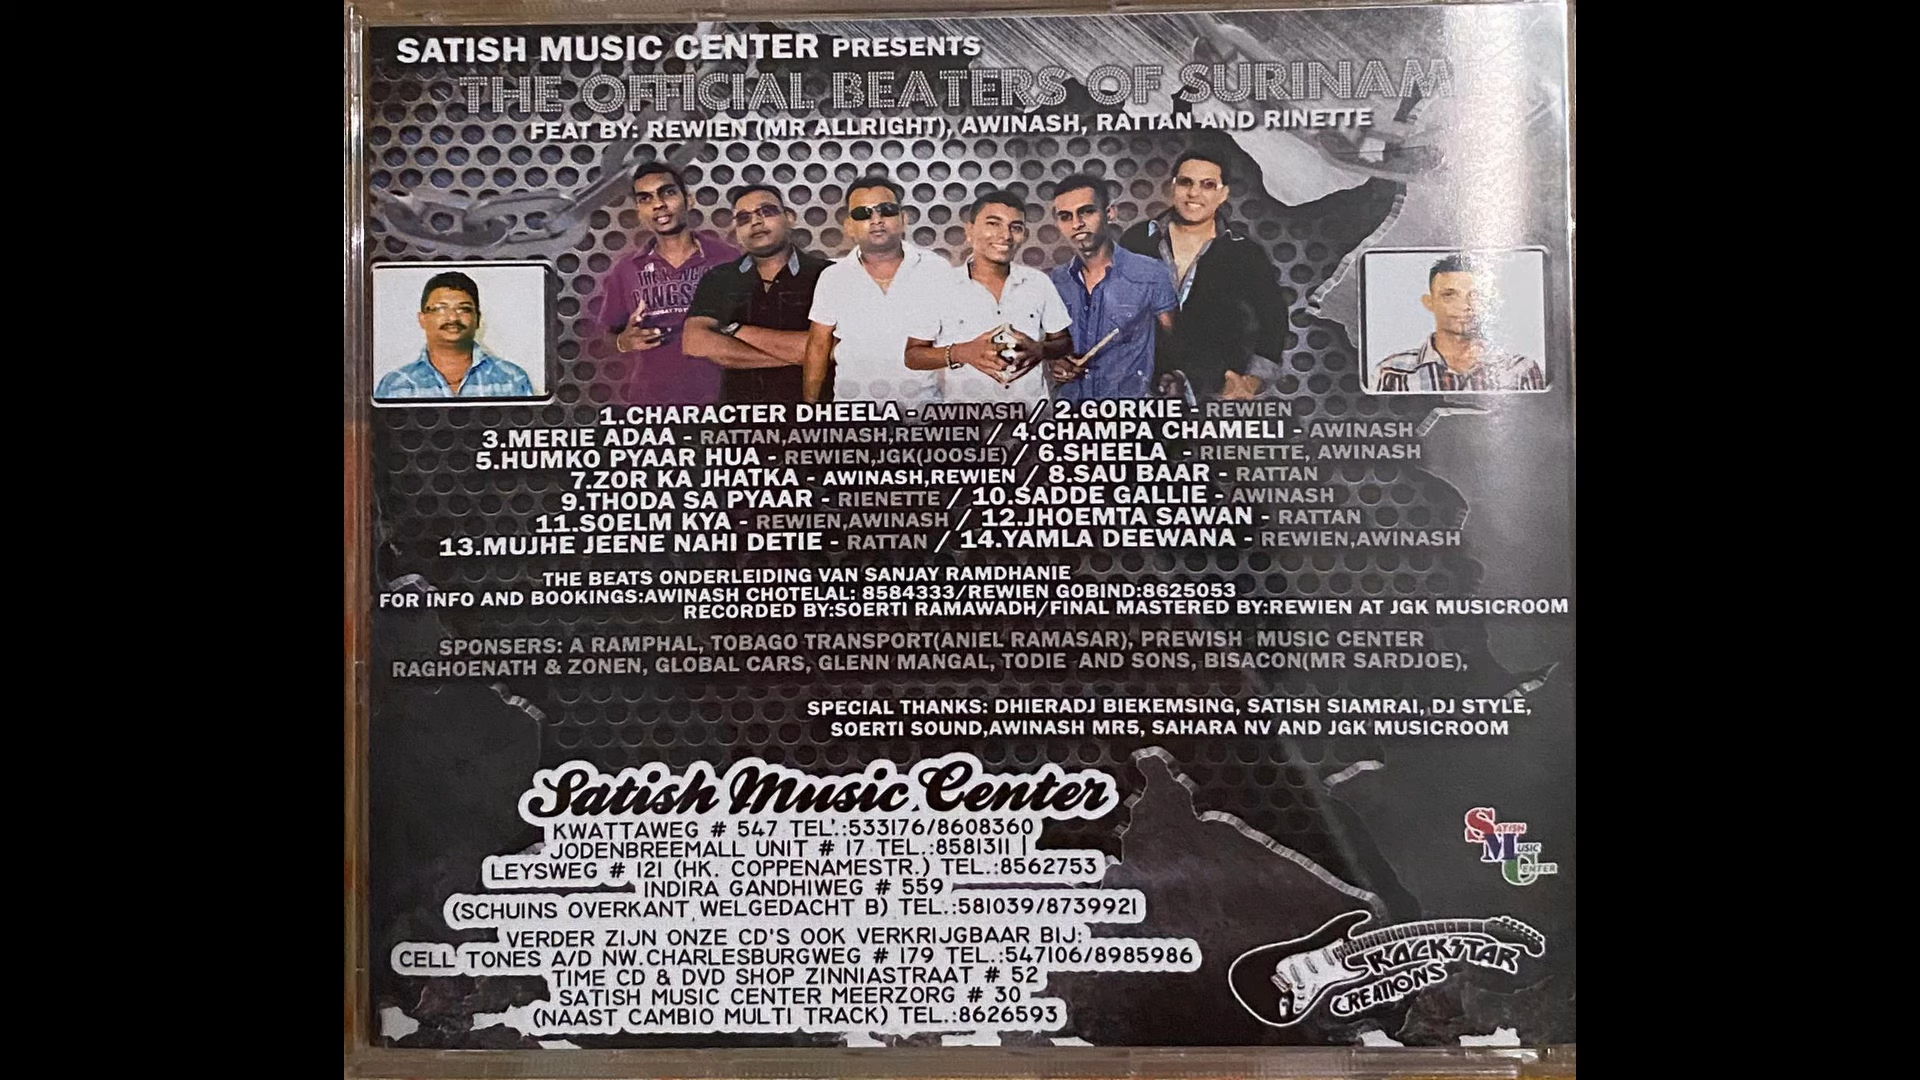 SATISH MUSIC CENTER PRESENTS
THE OFFICIAL BEATERS OF SURINAM
FEAT BY: REWIEN (MR ALLRIGHT), AWINASH, RATTAN AND RINETTE
1.CHARACTER DHEELA - AWINASH / 2.GORKIE - REWIEN
3.MERIE ADAA - RATTAN,AWINASH,REWIEN / 4.CHAMPA CHAMELI - AWINASH
5.HUMKO PYAAR HUA - REWIEN,JGK(JOOSJE) / 6.SHEELA - RIENETTE, AWINASH
7.ZOR KA JHATKA - AWINASH,REWIEN / 8.SAU BAAR - RATTAN
9.THODA SA PYAAR - RIENETTE / 10.SADDE GALLIE - AWINASH
11.SOELM KYA - REWIEN,AWINASH / 12.JHOEMTA SAWAN - RATTAN
13.MUJHE JEENE NAHI DETIE - RATTAN / 14.YAMLA DEEWANA - REWIEN,AWINASH
THE BEATS ONDERLEIDING VAN SANJAY RAMDHANIE
FOR INFO AND BOOKINGS:AWINASH CHOTELAL: 8584333/REWIEN GOBIND:8625053
RECORDED BY:SOERTI RAMAWADH/FINAL MASTERED BY:REWIEN AT JGK MUSICROOM
SPONSERS: A RAMPHAL, TOBAGO TRANSPORT(ANIEL RAMASAR), PREWISH MUSIC CENTER
RAGHOENATH & ZONEN, GLOBAL CARS, GLENN MANGAL, TODIE AND SONS, BISACON(MR SARDJOE),
SPECIAL THANKS: DHIERADJ BIEKEMSING, SATISH SIAMRAI, DJ STYLE,
SOERTI SOUND,AWINASH MR5, SAHARA NV AND JGK MUSICROOM
Satish Music Center
KWATTAWEG # 547 TEL.:533176/8608360
JODENBREEMALL UNIT # 17 TEL.:8581311
LEYSWEG # 121 (HK. COPPENAMESTR.) TEL.:8562753
INDIRA GANDHIWEG # 559
(SCHUINS OVERKANT WELGEDACHT B) TEL.:581039/8739921
VERDER ZIJN ONZE CD'S OOK VERKRIJGBAAR BIJ:
CELL TONES A/D NW.CHARLESBURGWEG # 179 TEL.:547106/8985986
TIME CD & DVD SHOP ZINNIASTRAAT # 52
SATISH MUSIC CENTER MEERZORG # 30
(NAAST CAMBIO MULTI TRACK) TEL.:8626593
SATISH
MUSIC
CENTER
ROCKSTAR
CREATIONS